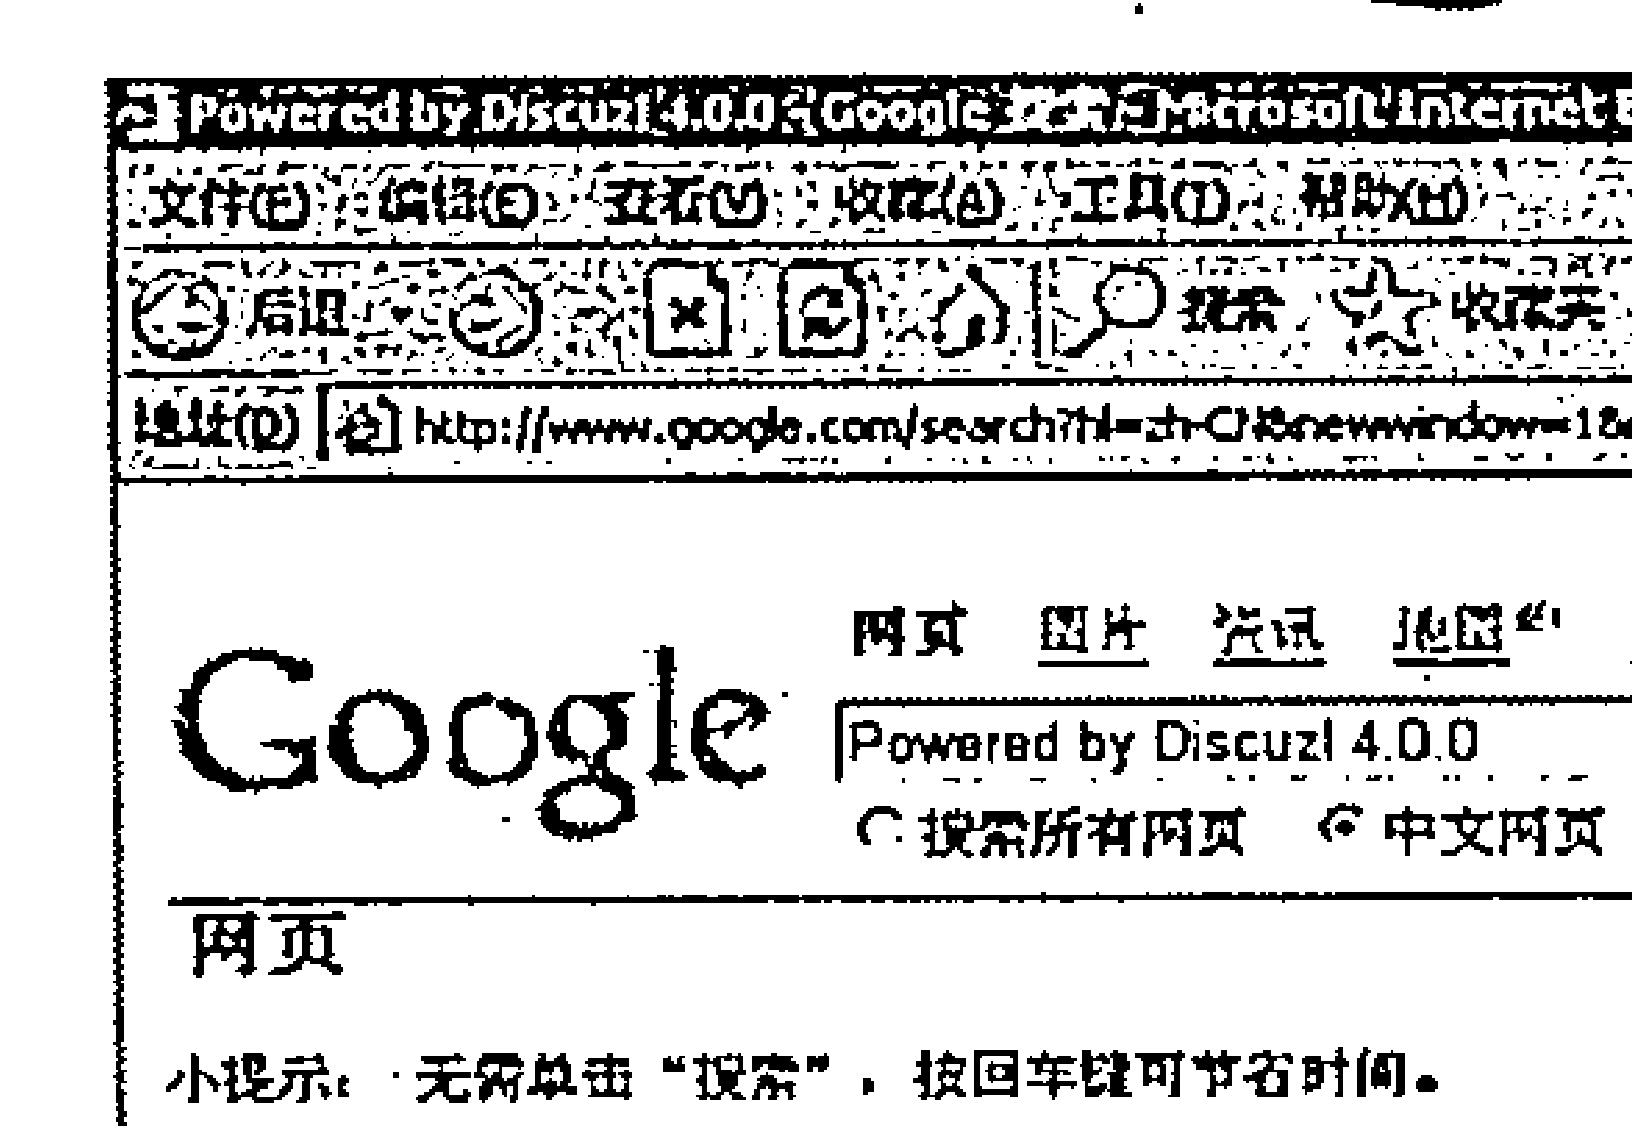 Powered by Discuz! 4.0.0 - Google 搜索 - Microsoft Internet
文件(F) 编辑(E) 查看(V) 收藏(A) 工具(T) 帮助(H)
后退 搜索 收藏夹
地址(D) http://www.google.com/search?hl=zh-CN&newwindow=1&
网页 图片 资讯 地图
Google
Powered by Discuz! 4.0.0
搜索所有网页 中文网页
网页
小提示: 无需单击“搜索”，按回车键可节省时间。